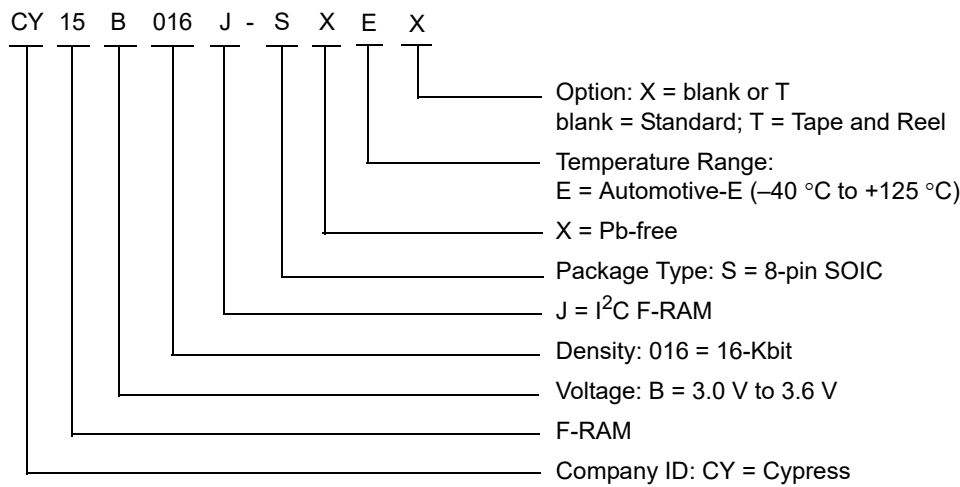 CY 15 B 016 J - S X E X
Option: X = blank or T
blank = Standard; T = Tape and Reel
Temperature Range:
E = Automotive-E (–40 °C to +125 °C)
X = Pb-free
Package Type: S = 8-pin SOIC
J = I²C F-RAM
Density: 016 = 16-Kbit
Voltage: B = 3.0 V to 3.6 V
F-RAM
Company ID: CY = Cypress